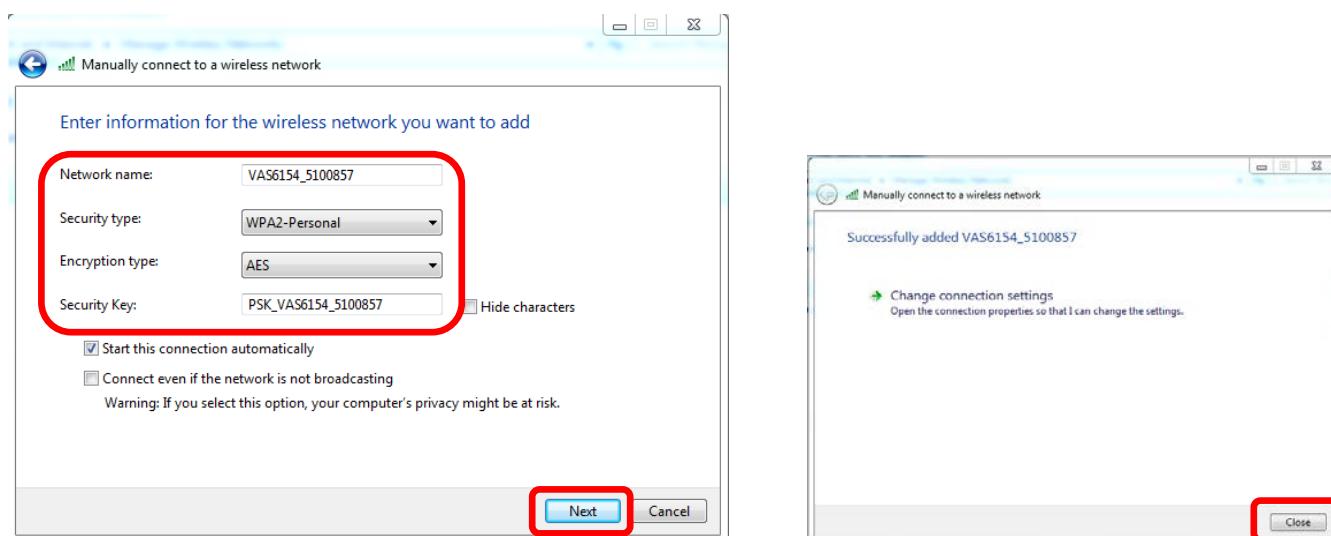 Manually connect to a wireless network
Enter information for the wireless network you want to add
Network name: VAS6154_5100857
Security type: WPA2-Personal
Encryption type: AES
Security Key: PSK_VAS6154_5100857 Hide characters
Start this connection automatically
Connect even if the network is not broadcasting
Warning: If you select this option, your computer's privacy might be at risk.
Next Cancel
Manually connect to a wireless network
Successfully added VAS6154_5100857
Change connection settings
Open the connection properties so that I can change the settings.
Close